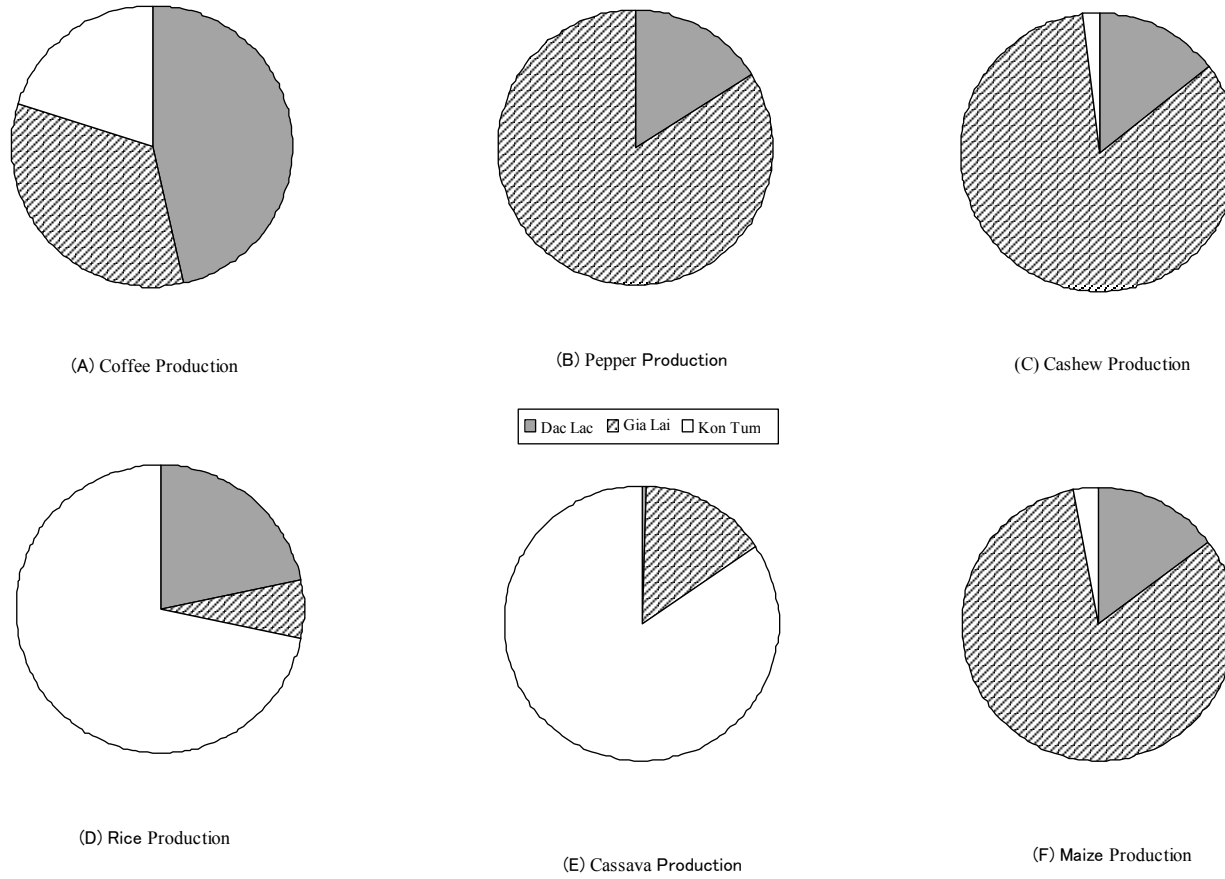 (A) Coffee Production
(B) Pepper Production
(C) Cashew Production
Dac Lac Gia Lai Kon Tum
(D) Rice Production
(E) Cassava Production
(F) Maize Production